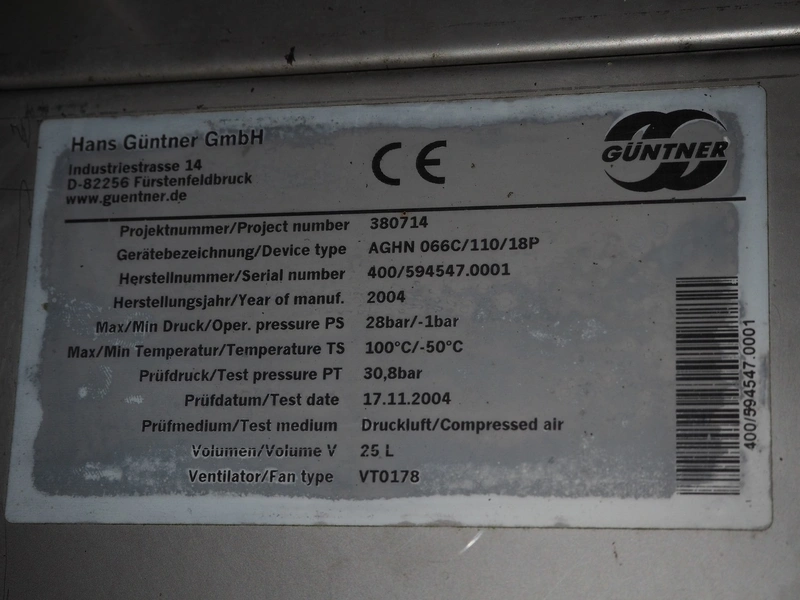 Hans Güntner GmbH
Industriestrasse 14
D-82256 Fürstenfeldbruck
www.guentner.de
CE
GÜNTNER
Projektnummer/Project number 380714
Gerätebezeichnung/Device type AGHN 066C/110/18P
Herstellnummer/Serial number 400/594547.0001
Herstellungsjahr/Year of manuf. 2004
Max/Min Druck/Oper. pressure PS 28bar/-1bar
Max/Min Temperatur/Temperature TS 100°C/-50°C
Prüfdruck/Test pressure PT 30,8bar
Prüfdatum/Test date 17.11.2004
Prüfmedium/Test medium Druckluft/Compressed air
Volumen/Volume V 25 L
Ventilator/Fan type VT0178
400/594547.0001